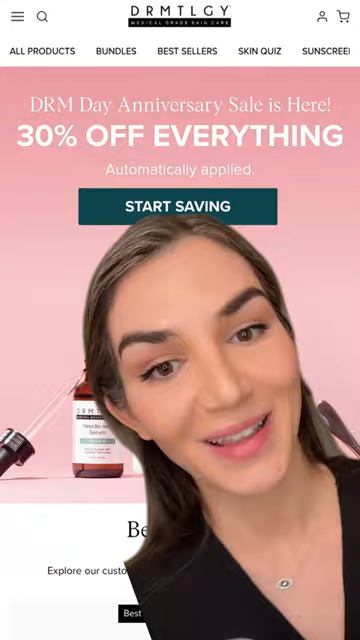 DRMTLGY
MEDICAL GRADE SKIN CARE
ALL PRODUCTS BUNDLES BEST SELLERS SKIN QUIZ SUNSCREE
DRM Day Anniversary Sale is Here!
30% OFF EVERYTHING
Automatically applied.
START SAVING
DRMT
Serum
Be
Explore our custo
Best